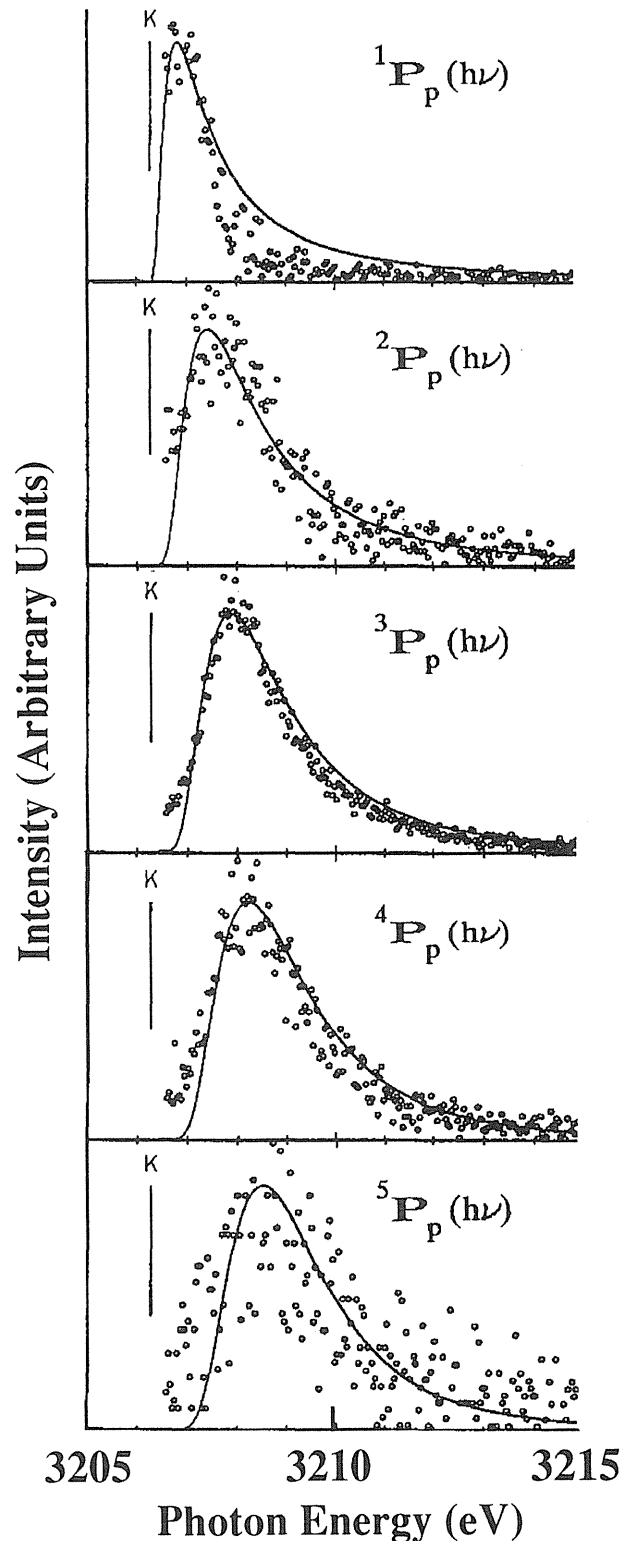 K
¹Pₚ(hν)
K
²Pₚ(hν)
K
³Pₚ(hν)
K
⁴Pₚ(hν)
K
⁵Pₚ(hν)
Intensity (Arbitrary Units)
3205 3210 3215
Photon Energy (eV)